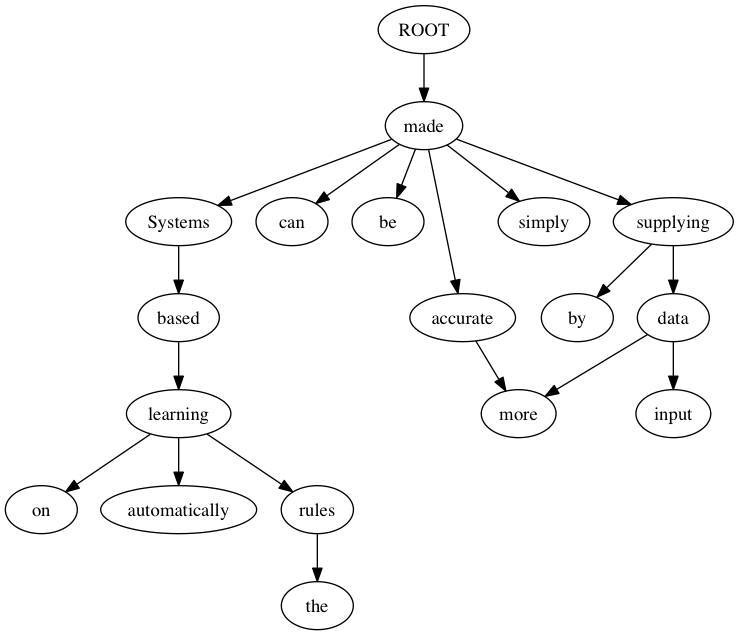 ROOT
made
Systems can be simply supplying
based accurate by data
learning more input
on automatically rules
the